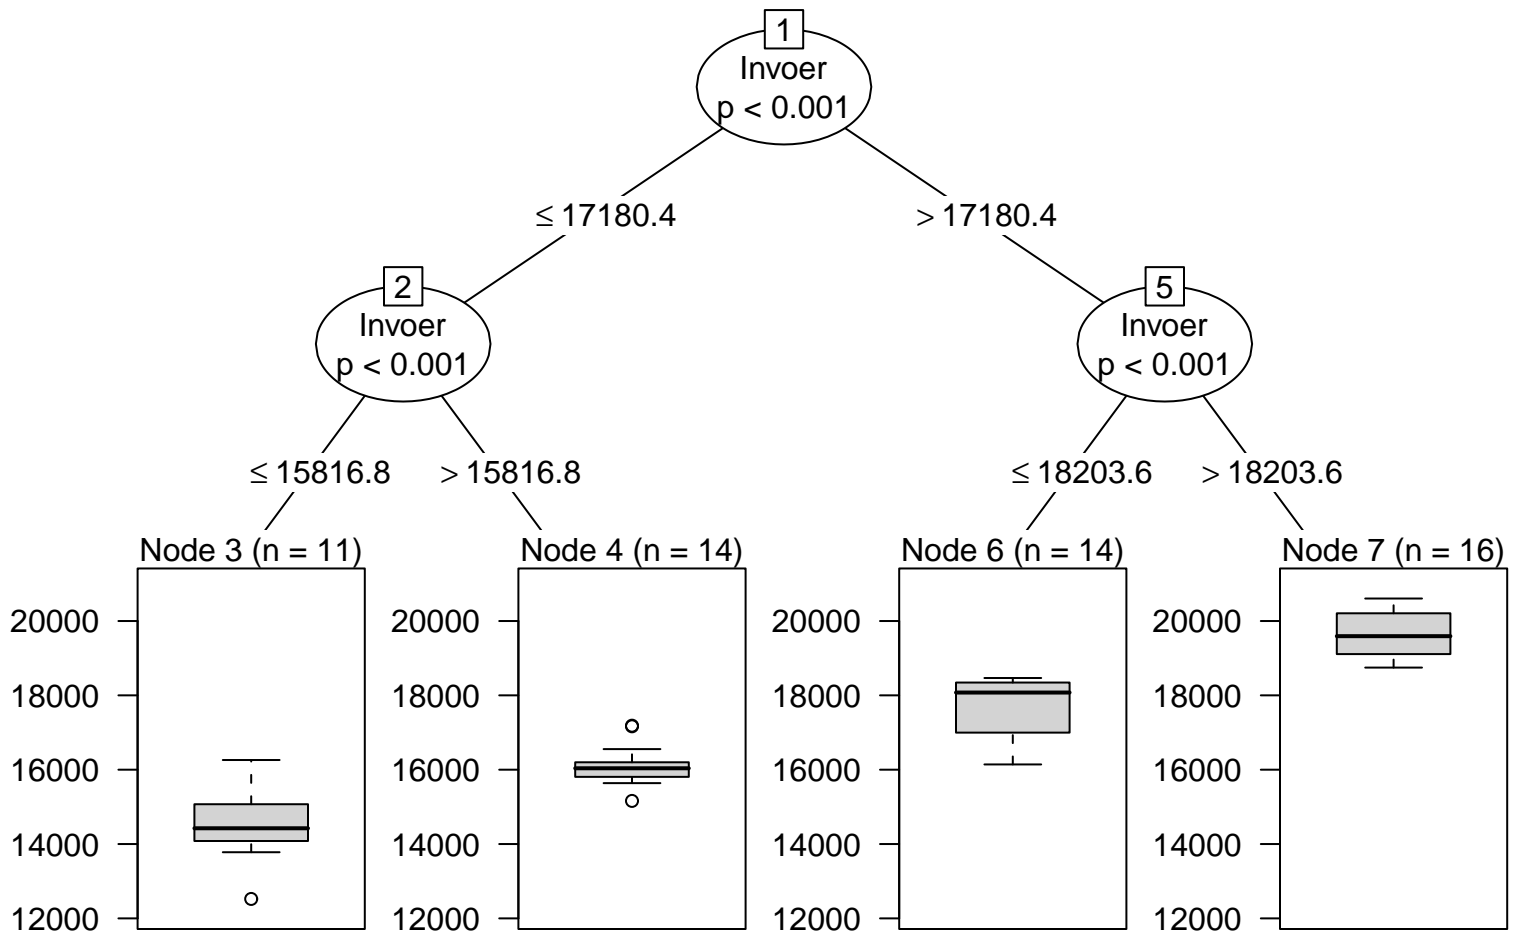 1
Invoer
p < 0.001
≤ 17180.4
> 17180.4
2
Invoer
p < 0.001
5
Invoer
p < 0.001
≤ 15816.8
> 15816.8
≤ 18203.6
> 18203.6
Node 3 (n = 11)
20000
18000
16000
14000
12000
Node 4 (n = 14)
20000
18000
16000
14000
12000
Node 6 (n = 14)
20000
18000
16000
14000
12000
Node 7 (n = 16)
20000
18000
16000
14000
12000